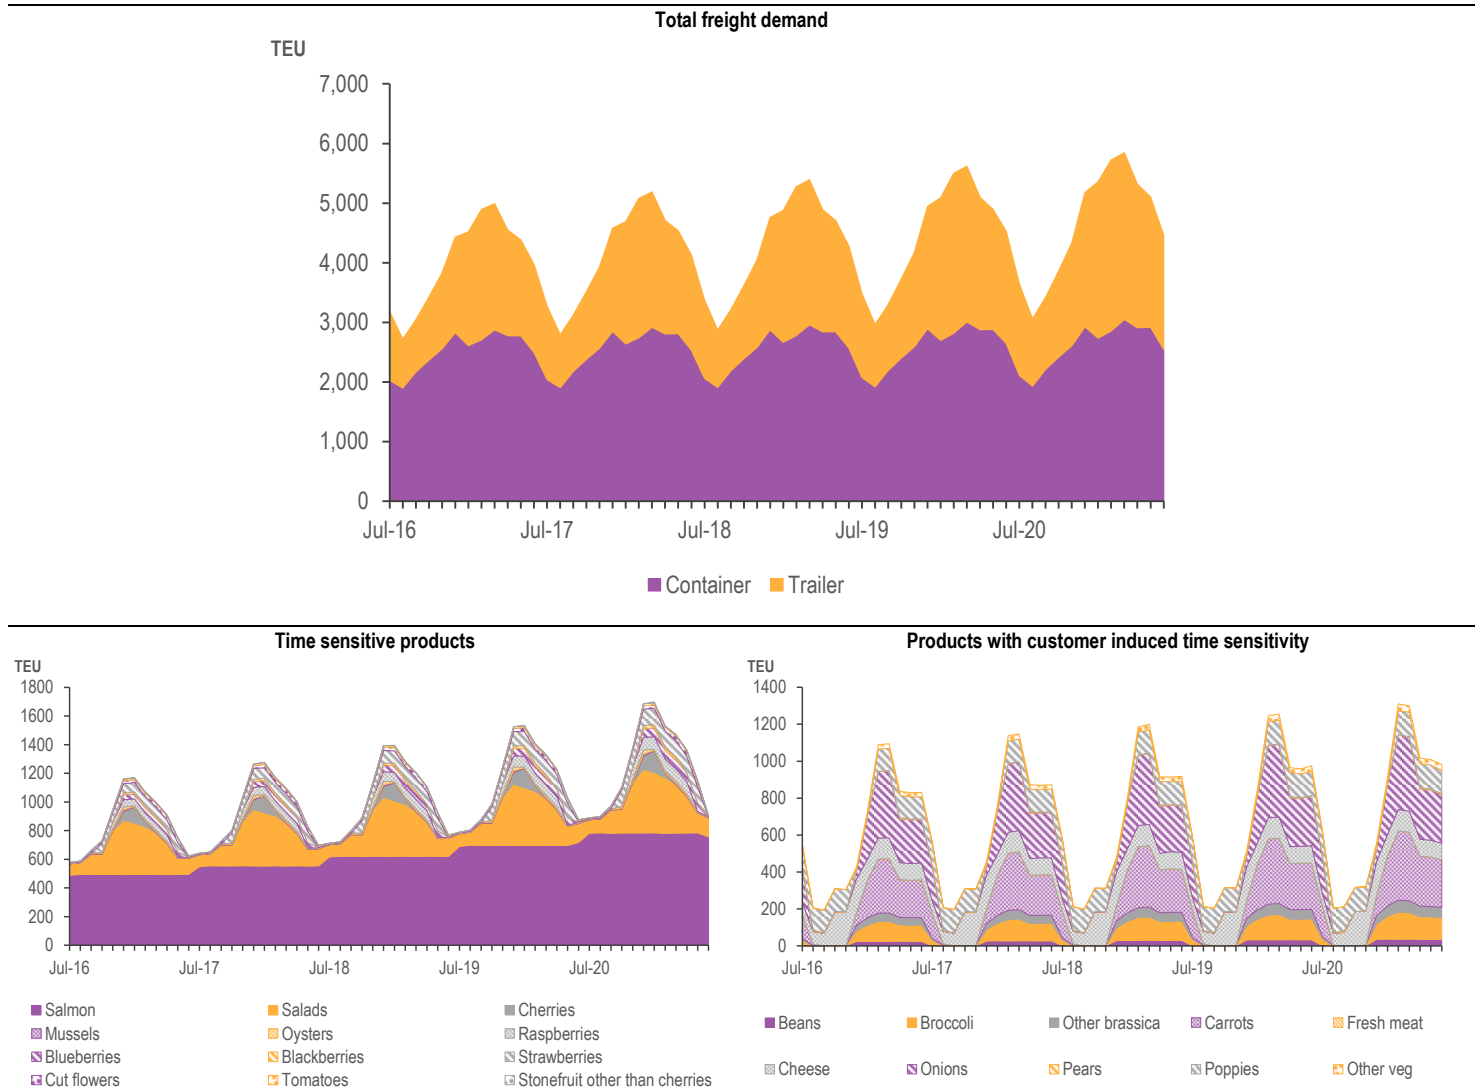 Total freight demand
TEU
7,000
6,000
5,000
4,000
3,000
2,000
1,000
0
Jul-16 Jul-17 Jul-18 Jul-19 Jul-20
Container Trailer
Time sensitive products
TEU
1800
1600
1400
1200
1000
800
600
400
200
0
Jul-16 Jul-17 Jul-18 Jul-19 Jul-20
Salmon Salads Cherries
Mussels Oysters Raspberries
Blueberries Blackberries Strawberries
Cut flowers Tomatoes Stonefruit other than cherries
Products with customer induced time sensitivity
TEU
1400
1200
1000
800
600
400
200
0
Jul-16 Jul-17 Jul-18 Jul-19 Jul-20
Beans Broccoli Other brassica Carrots Fresh meat
Cheese Onions Pears Poppies Other veg